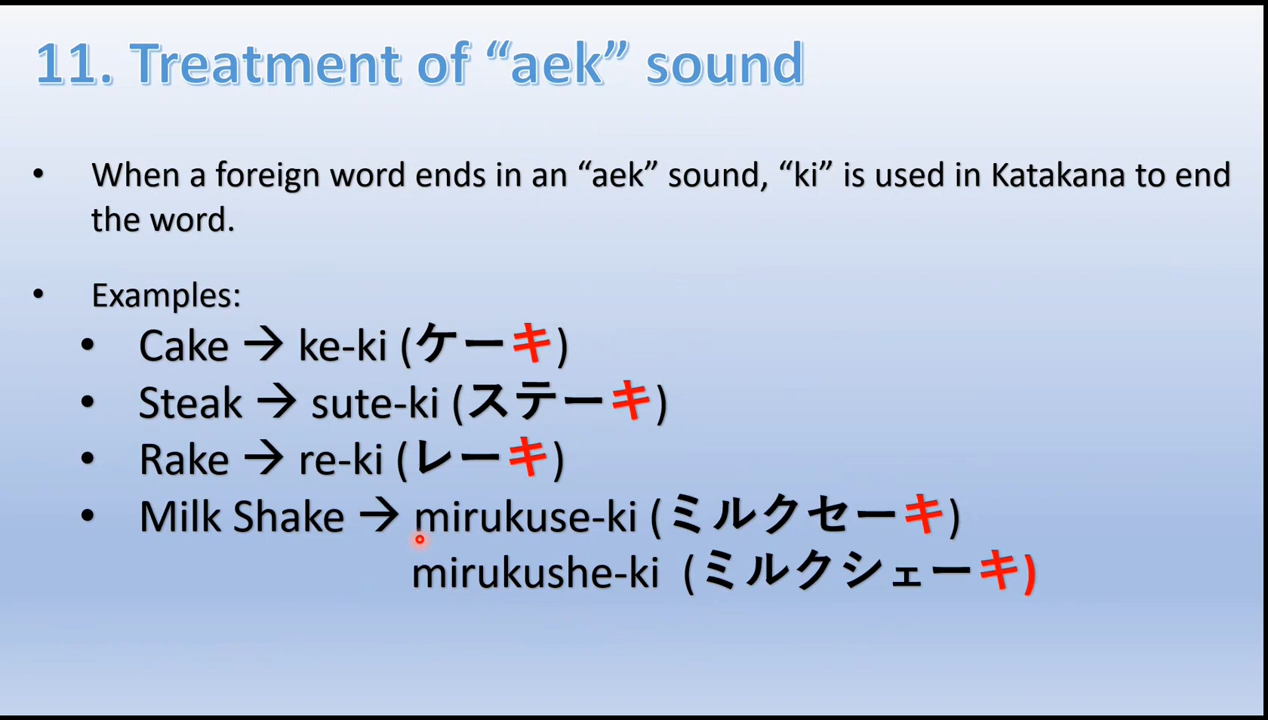 11. Treatment of “aek” sound
• When a foreign word ends in an “aek” sound, “ki” is used in Katakana to end
the word.
• Examples:
• Cake → ke-ki (ケーキ)
• Steak → sute-ki (ステーキ)
• Rake → re-ki (レーキ)
• Milk Shake → mirukuse-ki (ミルクセーキ)
mirukushe-ki (ミルクシェーキ)